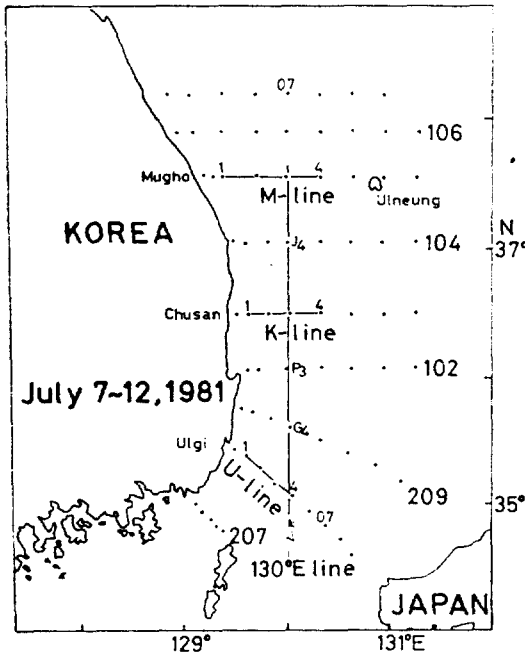 07
106
1 4
Mugho
M-line
Ulneung
KOREA
J4
104
N
37°
1 4
Chusan
K-line
P3
102
July 7~12,1981
G4
Ulgi
1
U-line
4
209
35°
07
207
130°E line
JAPAN
129°
131°E